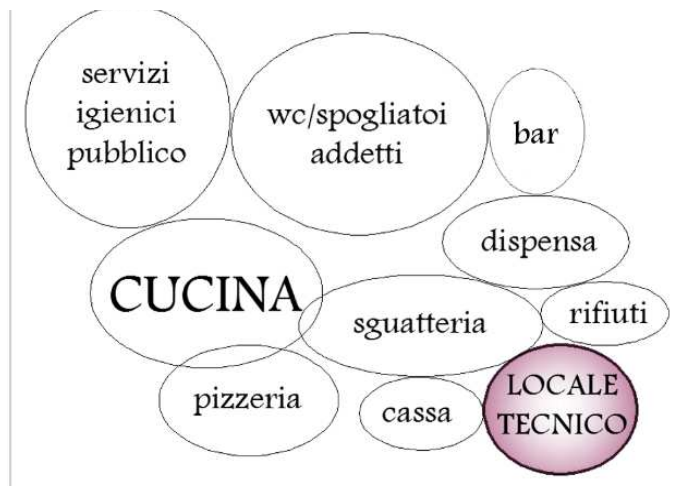 servizi
igienici
pubblico
wc/spogliatoi
addetti
bar
dispensa
CUCINA
sguatteria
rifiuti
pizzeria
cassa
LOCALE
TECNICO